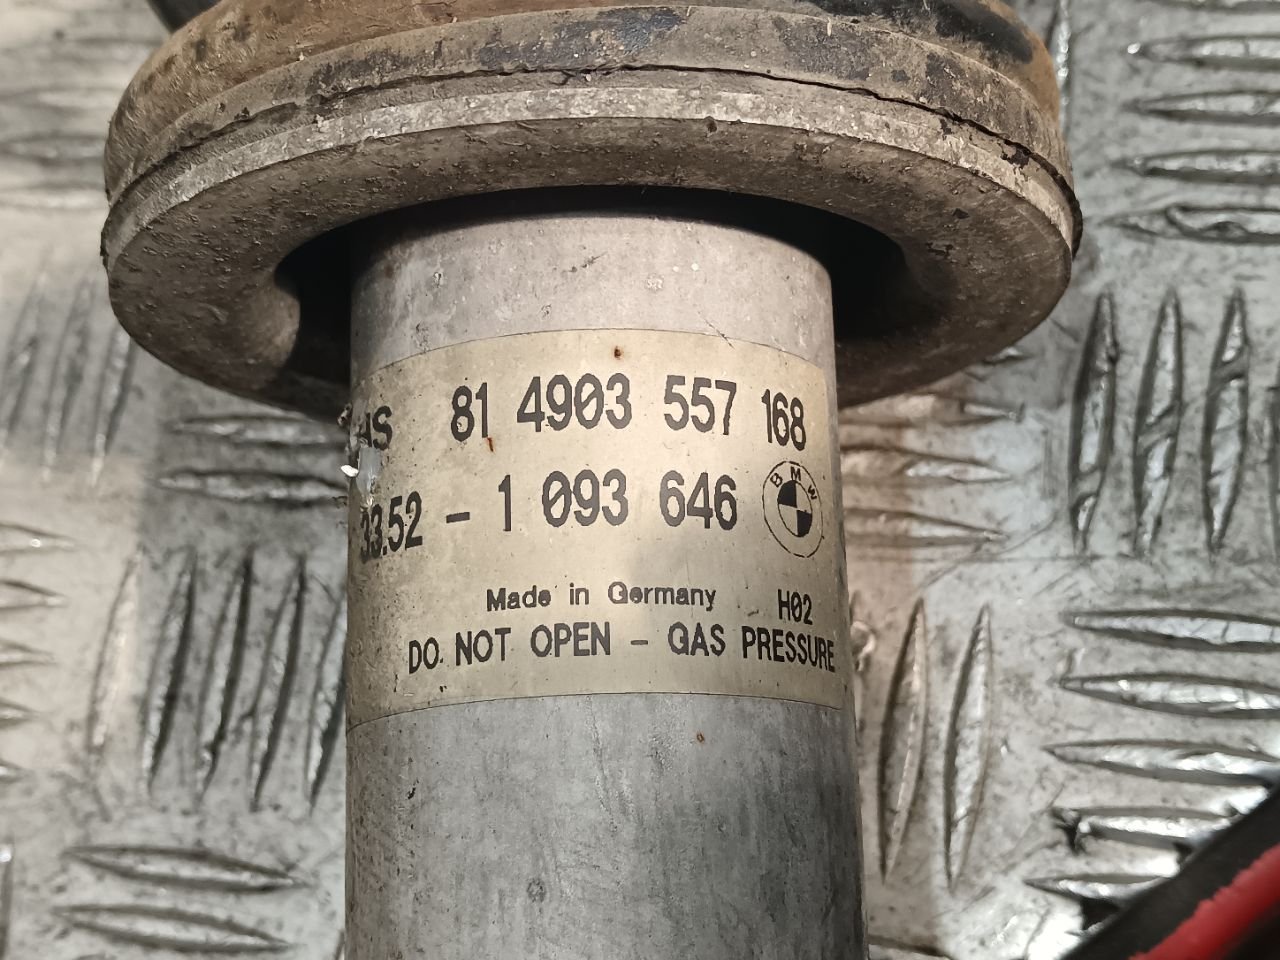 HS 81 4903 557 168
33.52 - 1 093 646 BMW
Made in Germany H02
DO NOT OPEN - GAS PRESSURE